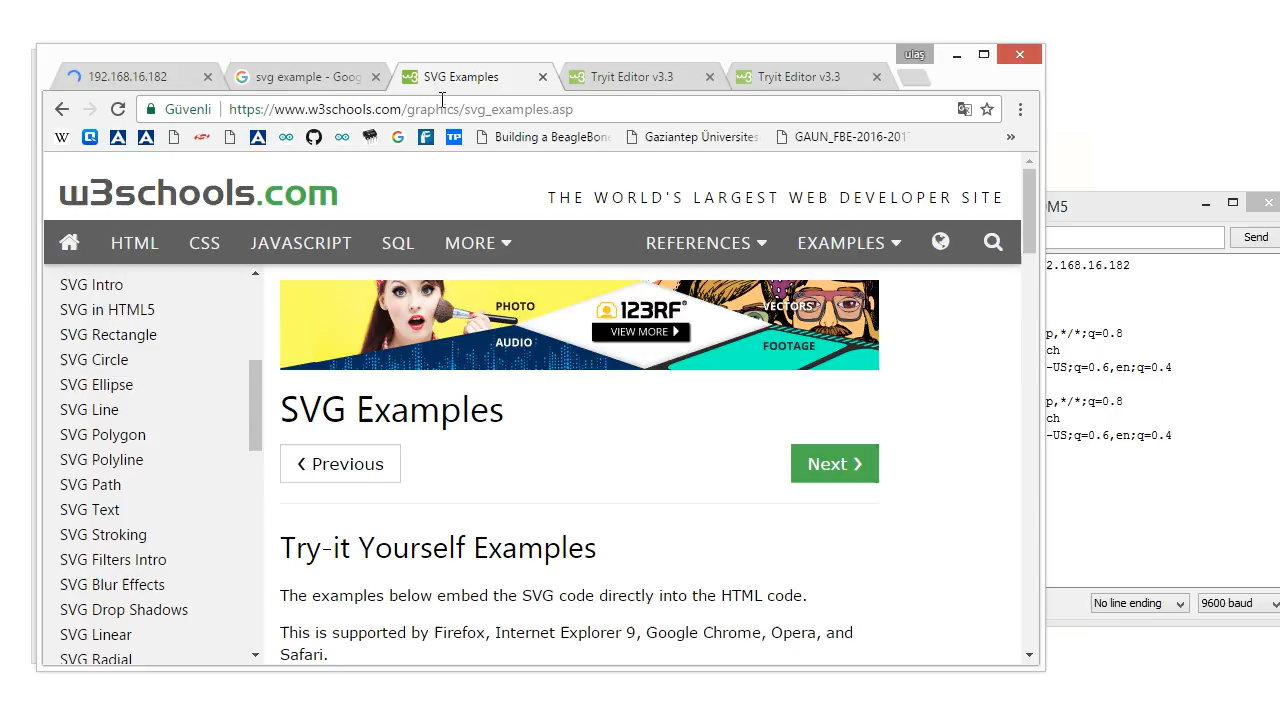 ulaş
192.168.16.182
svg example - Goog
SVG Examples
Tryit Editor v3.3
Tryit Editor v3.3
Güvenli
https://www.w3schools.com/graphics/svg_examples.asp
Building a BeagleBone
Gaziantep Üniversites
GAUN_FBE-2016-201
w3schools.com
THE WORLD'S LARGEST WEB DEVELOPER SITE
HTML CSS JAVASCRIPT SQL MORE REFERENCES EXAMPLES
SVG Intro
SVG in HTML5
SVG Rectangle
SVG Circle
SVG Ellipse
SVG Line
SVG Polygon
SVG Polyline
SVG Path
SVG Text
SVG Stroking
SVG Filters Intro
SVG Blur Effects
SVG Drop Shadows
SVG Linear
SVG Radial
PHOTO
AUDIO
123RF
VIEW MORE
VECTORS
FOOTAGE
SVG Examples
❮ Previous
Next ❯
Try-it Yourself Examples
The examples below embed the SVG code directly into the HTML code.
This is supported by Firefox, Internet Explorer 9, Google Chrome, Opera, and
Safari.
OM5
Send
2.168.16.182
p,*/*;q=0.8
ch
-US;q=0.6,en;q=0.4
p,*/*;q=0.8
ch
-US;q=0.6,en;q=0.4
No line ending
9600 baud